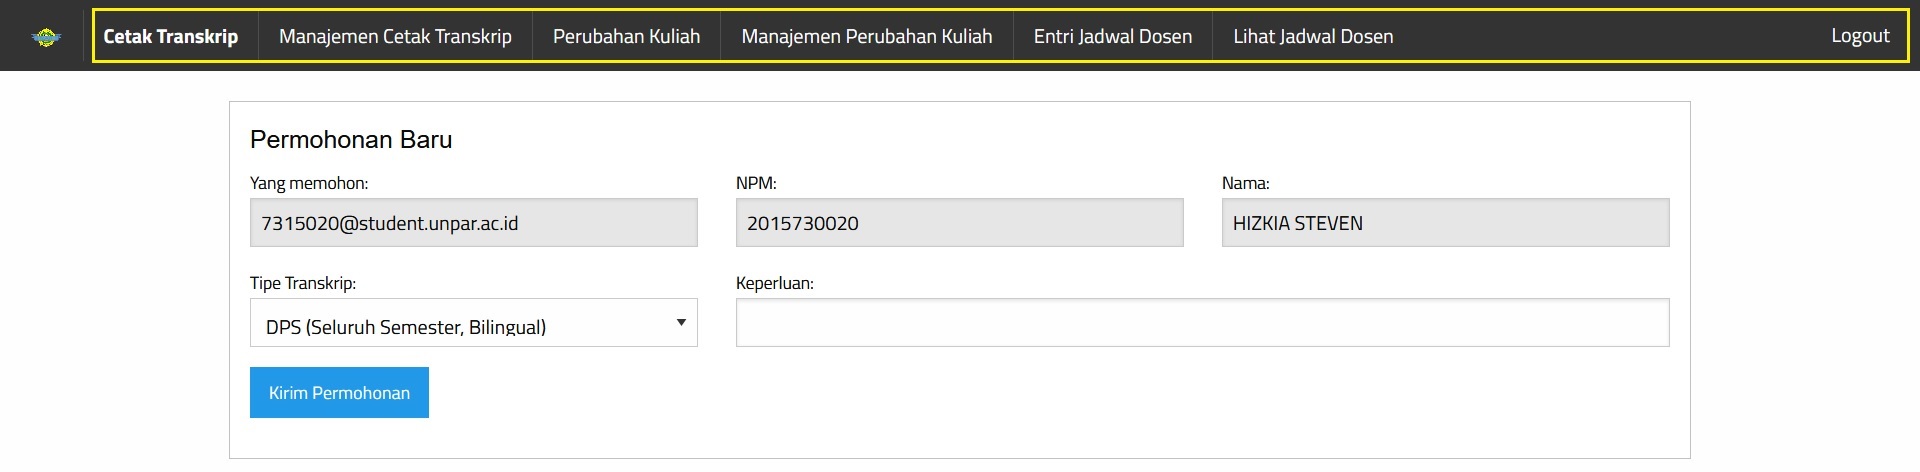 Cetak Transkrip Manajemen Cetak Transkrip Perubahan Kuliah Manajemen Perubahan Kuliah Entri Jadwal Dosen Lihat Jadwal Dosen Logout
Permohonan Baru
Yang memohon: NPM: Nama:
7315020@student.unpar.ac.id 2015730020 HIZKIA STEVEN
Tipe Transkrip: Keperluan:
DPS (Seluruh Semester, Bilingual)
Kirim Permohonan